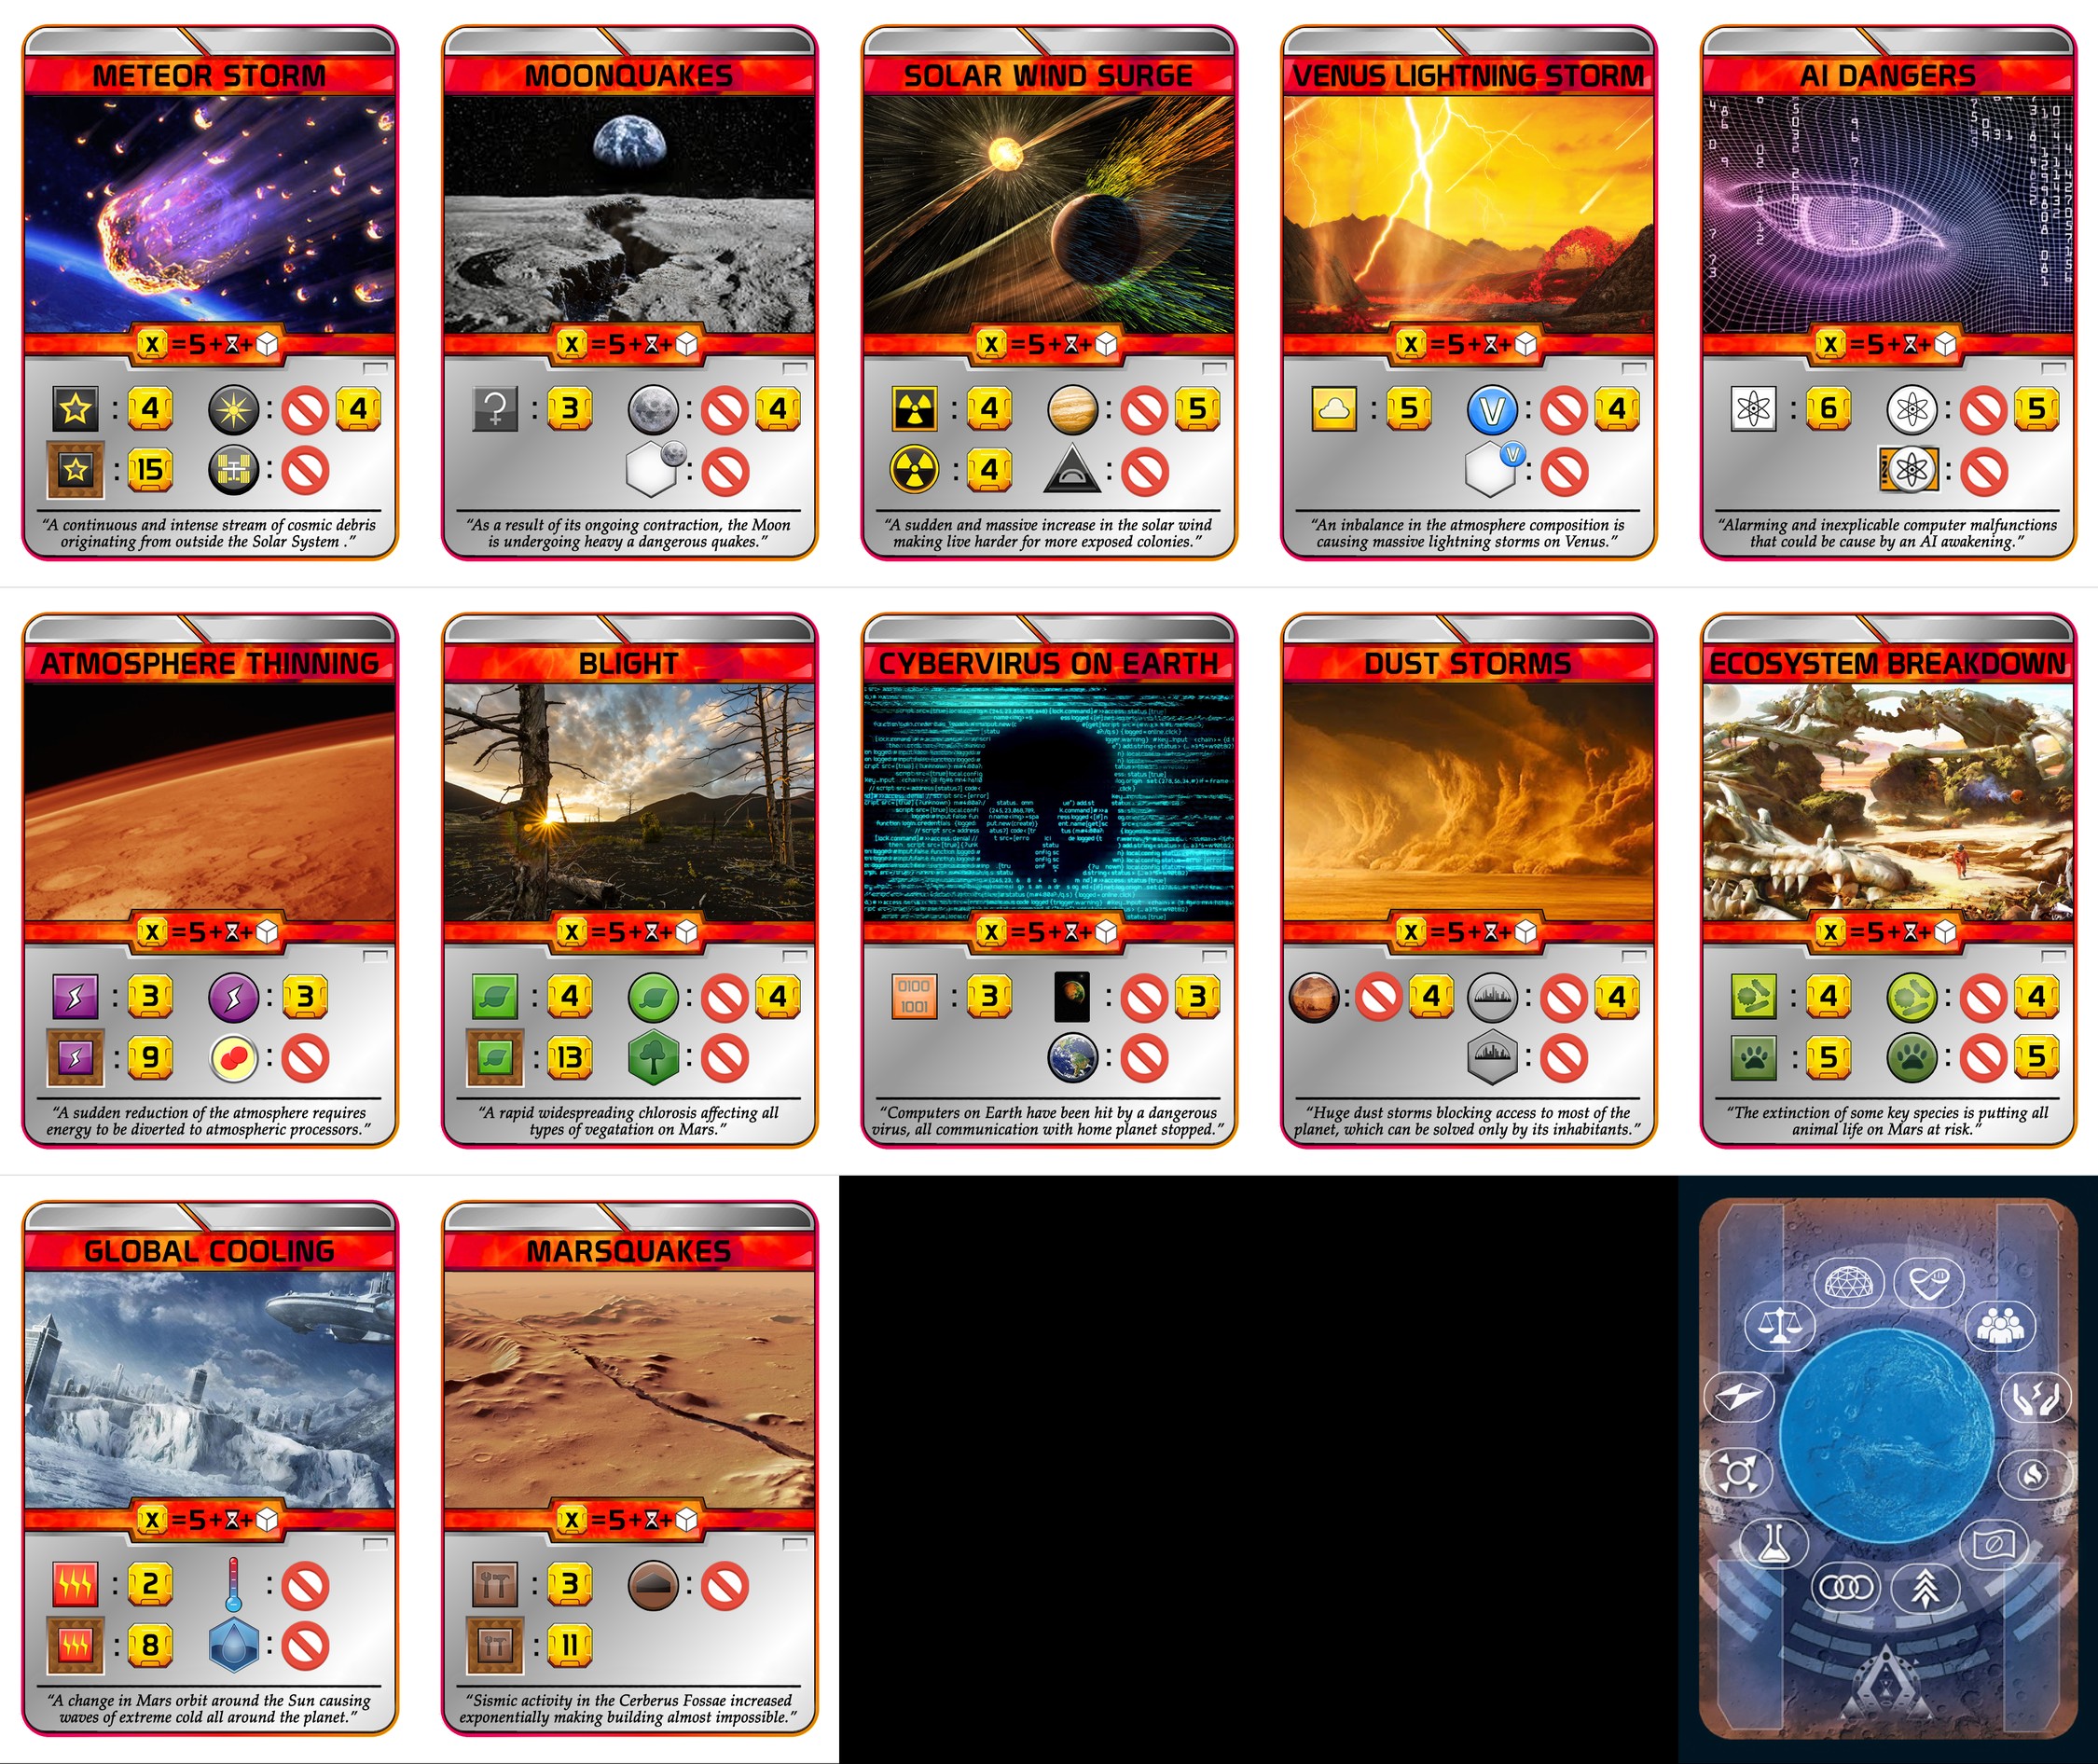 METEOR STORM
X=5+ +
: 4 : 4
: 15 :
“A continuous and intense stream of cosmic debris
originating from outside the Solar System .”
MOONQUAKES
X=5+ +
? : 3 : 4
:
“As a result of its ongoing contraction, the Moon
is undergoing heavy a dangerous quakes.”
SOLAR WIND SURGE
X=5+ +
: 4 : 5
: 4 :
“A sudden and massive increase in the solar wind
making live harder for more exposed colonies.”
VENUS LIGHTNING STORM
X=5+ +
: 5 V : 4
V :
“An inbalance in the atmosphere composition is
causing massive lightning storms on Venus.”
AI DANGERS
X=5+ +
: 6 : 5
:
“Alarming and inexplicable computer malfunctions
that could be cause by an AI awakening.”
ATMOSPHERE THINNING
X=5+ +
: 3 : 3
: 9 :
“A sudden reduction of the atmosphere requires
energy to be diverted to atmospheric processors.”
BLIGHT
X=5+ +
: 4 : 4
: 13 :
“A rapid widespreading chlorosis affecting all
types of vegatation on Mars.”
CYBERVIRUS ON EARTH
X=5+ +
0100
1001 : 3 : 3
:
“Computers on Earth have been hit by a dangerous
virus, all communication with home planet stopped.”
DUST STORMS
X=5+ +
: 4 : 4
:
“Huge dust storms blocking access to most of the
planet, which can be solved only by its inhabitants.”
ECOSYSTEM BREAKDOWN
X=5+ +
: 4 : 4
: 5 : 5
“The extinction of some key species is putting all
animal life on Mars at risk.”
GLOBAL COOLING
X=5+ +
: 2 :
: 8 :
“A change in Mars orbit around the Sun causing
waves of extreme cold all around the planet.”
MARSQUAKES
X=5+ +
: 3 :
: 11
“Sismic activity in the Cerberus Fossae increased
exponentially making building almost impossible.”